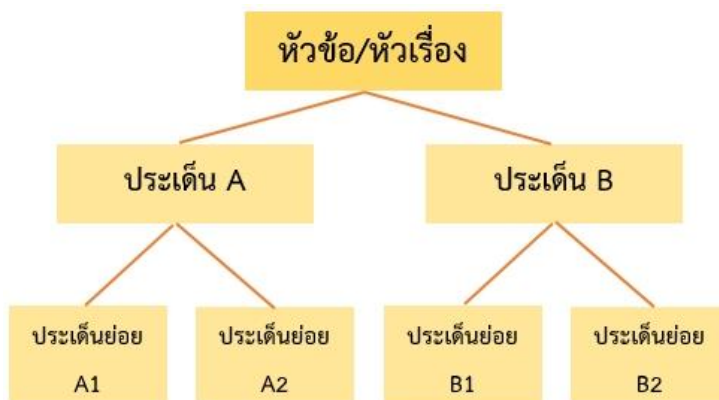 หัวข้อ/หัวเรื่อง
ประเด็น A
ประเด็น B
ประเด็นย่อย
A1
ประเด็นย่อย
A2
ประเด็นย่อย
B1
ประเด็นย่อย
B2